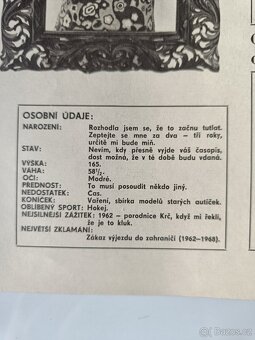 OSOBNÍ ÚDAJE:
NAROZENÍ: Rozhodla jsem se, že to začnu tutlat.
Zeptejte se mne za dva – tři roky,
určitě mi bude míň.
STAV: Nevím, kdy přesně vyjde váš časopis,
dost možná, že v té době budu vdaná.
VÝŠKA: 165.
VÁHA: 58½.
OČI: Modré.
PŘEDNOST: To musí posoudit někdo jiný.
NEDOSTATEK: Čas.
KONÍČEK: Vaření, sbírka modelů starých autíček.
OBLÍBENÝ SPORT: Hokej.
NEJSILNĚJŠÍ ZÁŽITEK: 1962 – porodnice Krč, když mi řekli,
že je to kluk.
NEJVĚTŠÍ ZKLAMÁNÍ:
Zákaz výjezdu do zahraničí (1962–1968).
Bazos.cz